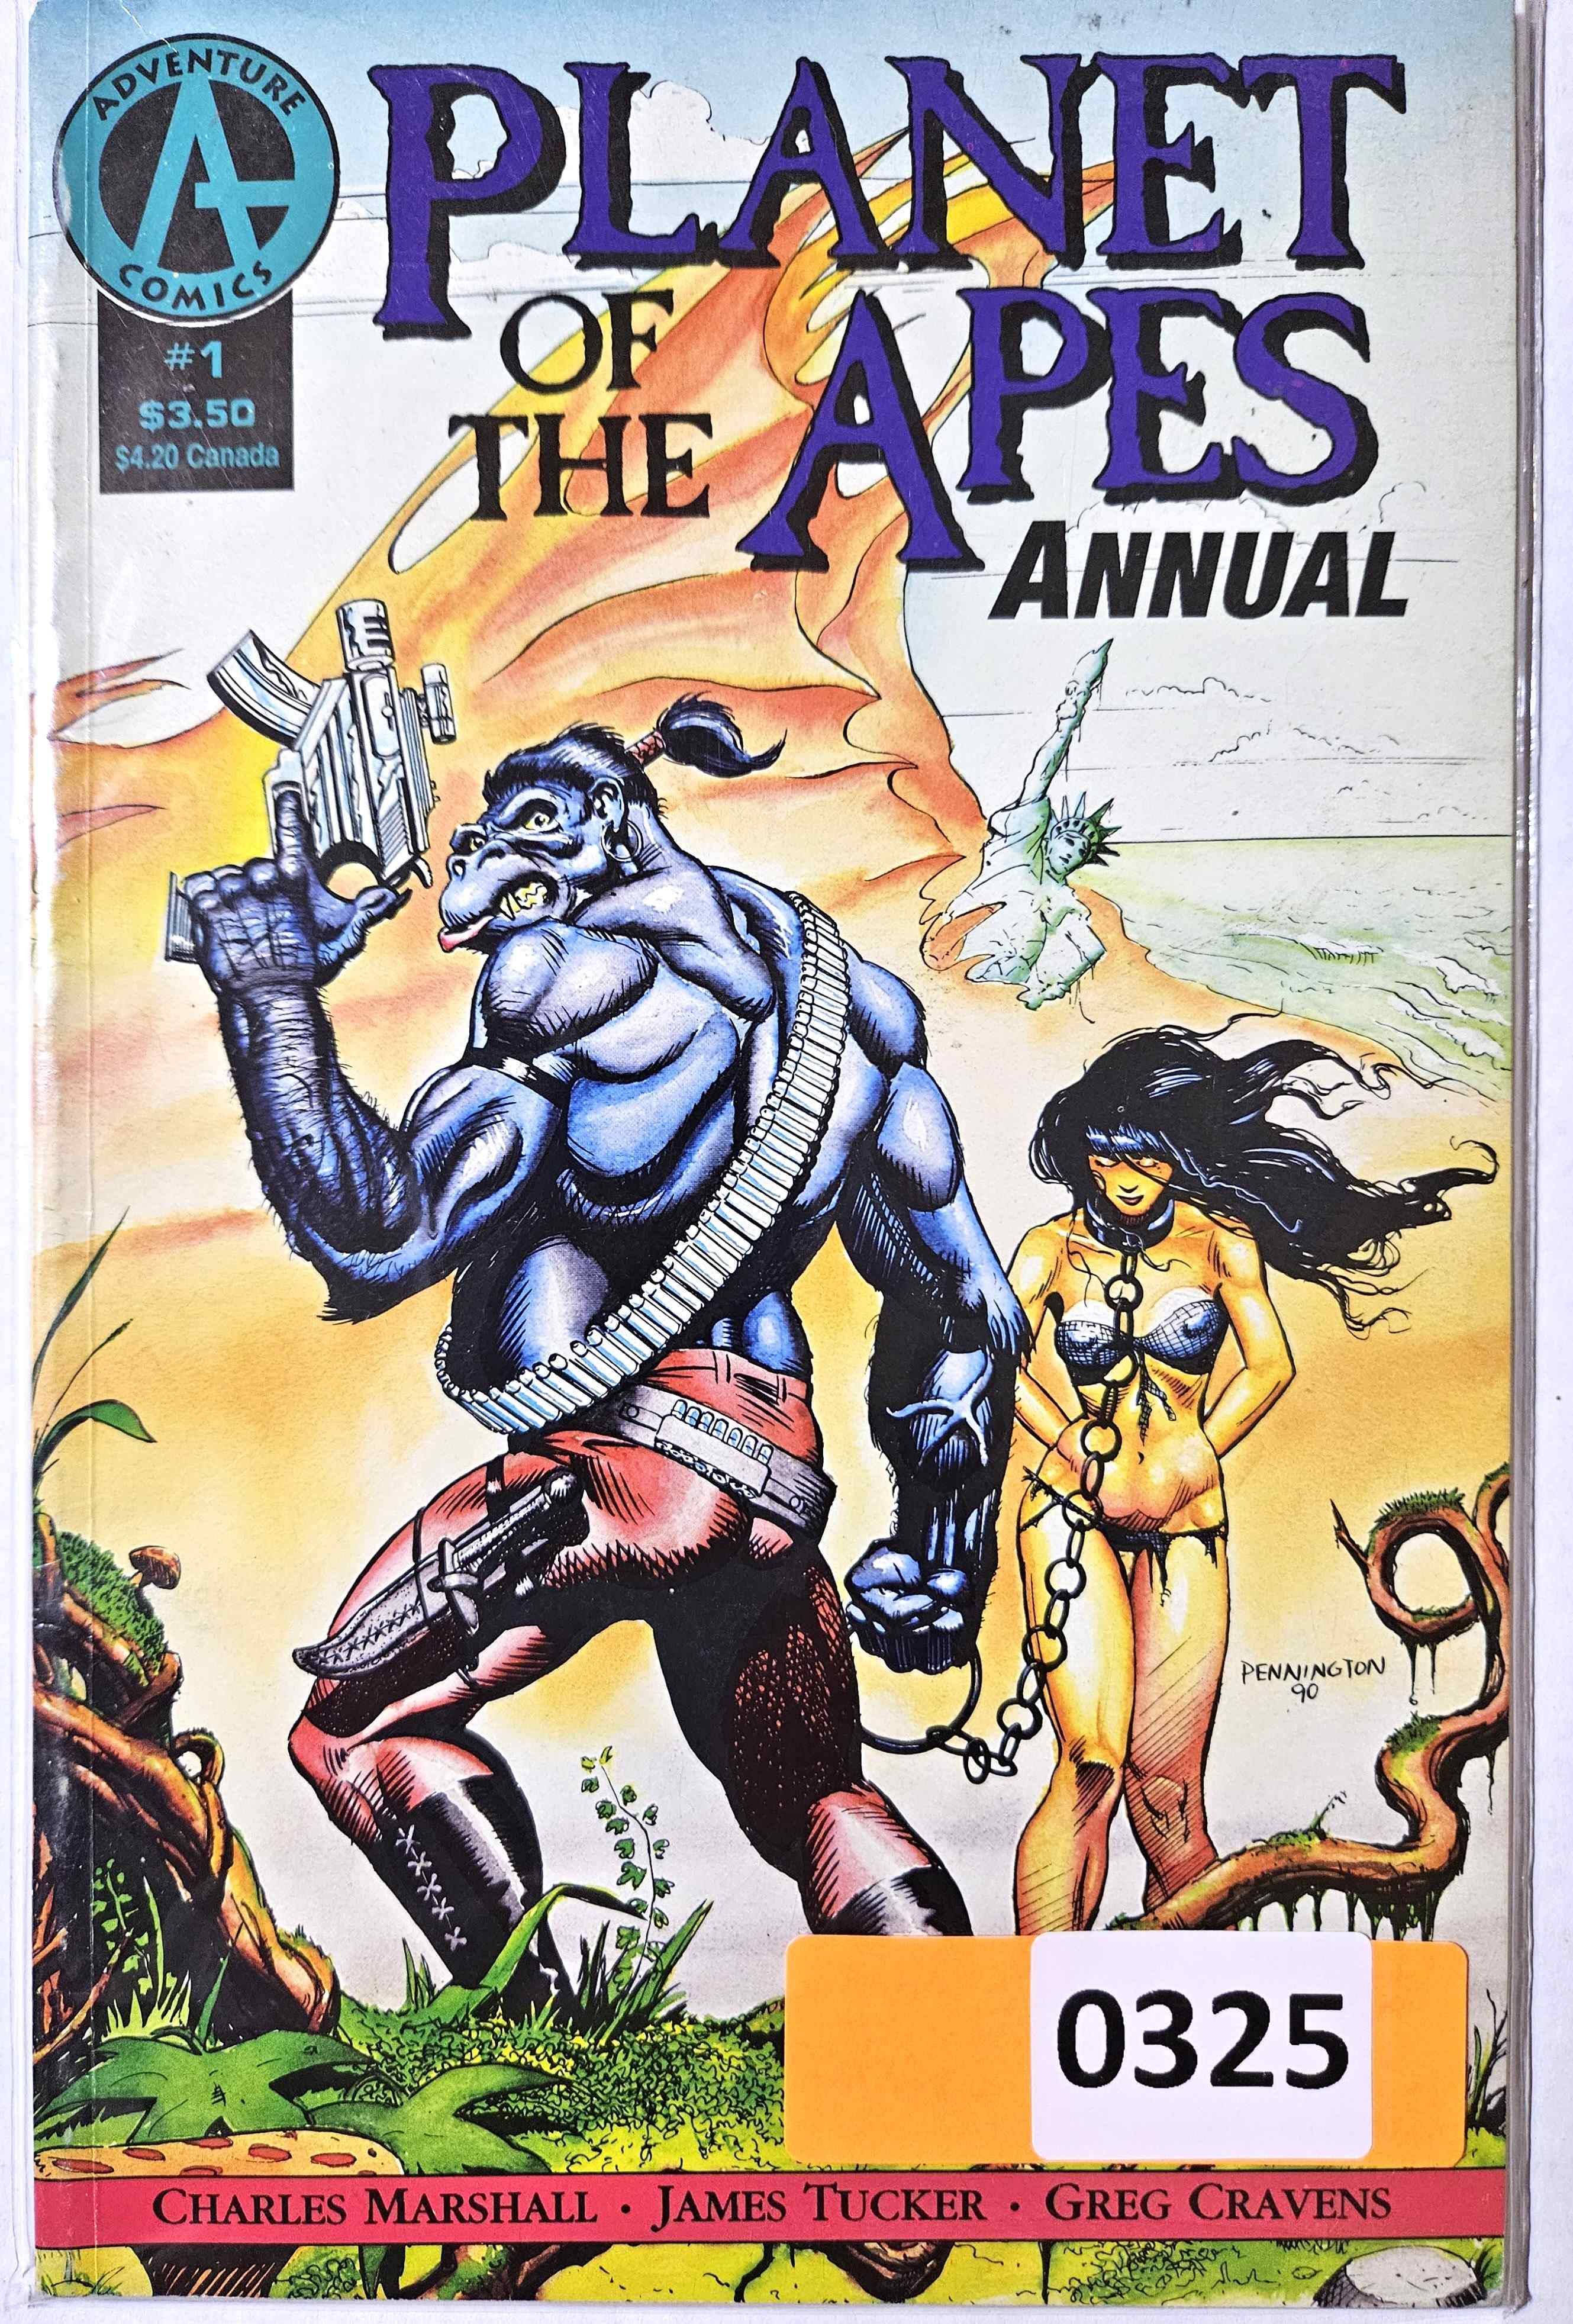 ADVENTURE
A
COMICS
#1
$3.50
$4.20 Canada
PLANET
OF
THE
APES
ANNUAL
PENNINGTON
90
0325
CHARLES MARSHALL • JAMES TUCKER • GREG CRAVENS